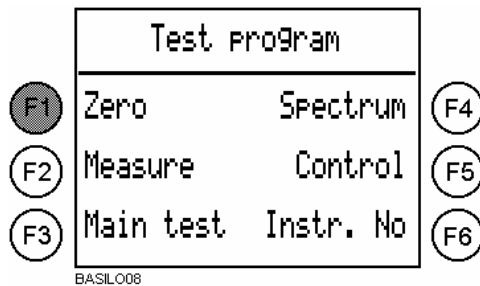 Test program
F1 Zero Spectrum F4
F2 Measure Control F5
F3 Main test Instr. No F6
BASILO08